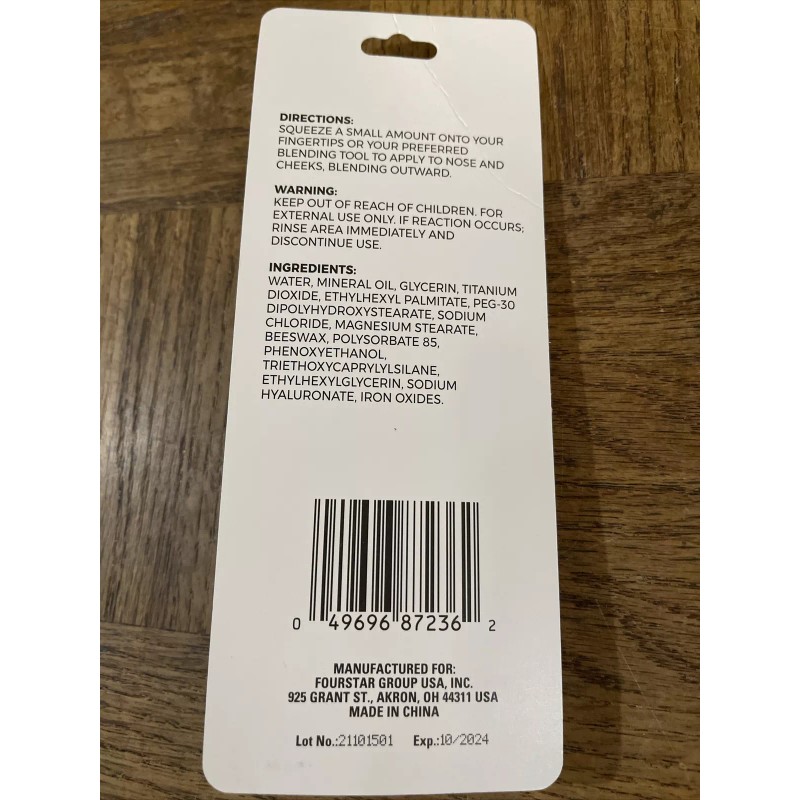 DIRECTIONS:
SQUEEZE A SMALL AMOUNT ONTO YOUR
FINGERTIPS OR YOUR PREFERRED
BLENDING TOOL TO APPLY TO NOSE AND
CHEEKS, BLENDING OUTWARD.
WARNING:
KEEP OUT OF REACH OF CHILDREN. FOR
EXTERNAL USE ONLY. IF REACTION OCCURS;
RINSE AREA IMMEDIATELY AND
DISCONTINUE USE.
INGREDIENTS:
WATER, MINERAL OIL, GLYCERIN, TITANIUM
DIOXIDE, ETHYLHEXYL PALMITATE, PEG-30
DIPOLYHYDROXYSTEARATE, SODIUM
CHLORIDE, MAGNESIUM STEARATE,
BEESWAX, POLYSORBATE 85,
PHENOXYETHANOL,
TRIETHOXYCAPRYLYLSILANE,
ETHYLHEXYLGLYCERIN, SODIUM
HYALURONATE, IRON OXIDES.
0 49696 87236 2
MANUFACTURED FOR:
FOURSTAR GROUP USA, INC.
925 GRANT ST., AKRON, OH 44311 USA
MADE IN CHINA
Lot No.:21101501 Exp.:10/2024